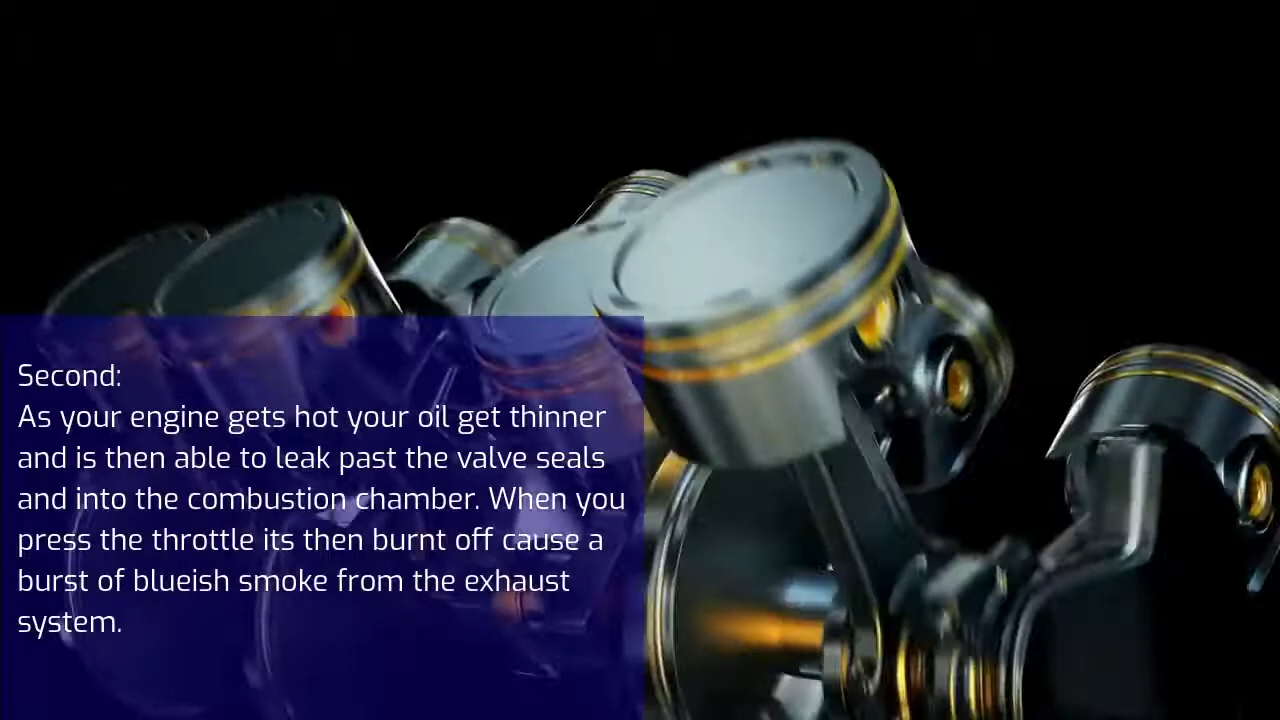 Second:
As your engine gets hot your oil get thinner
and is then able to leak past the valve seals
and into the combustion chamber. When you
press the throttle its then burnt off cause a
burst of blueish smoke from the exhaust
system.